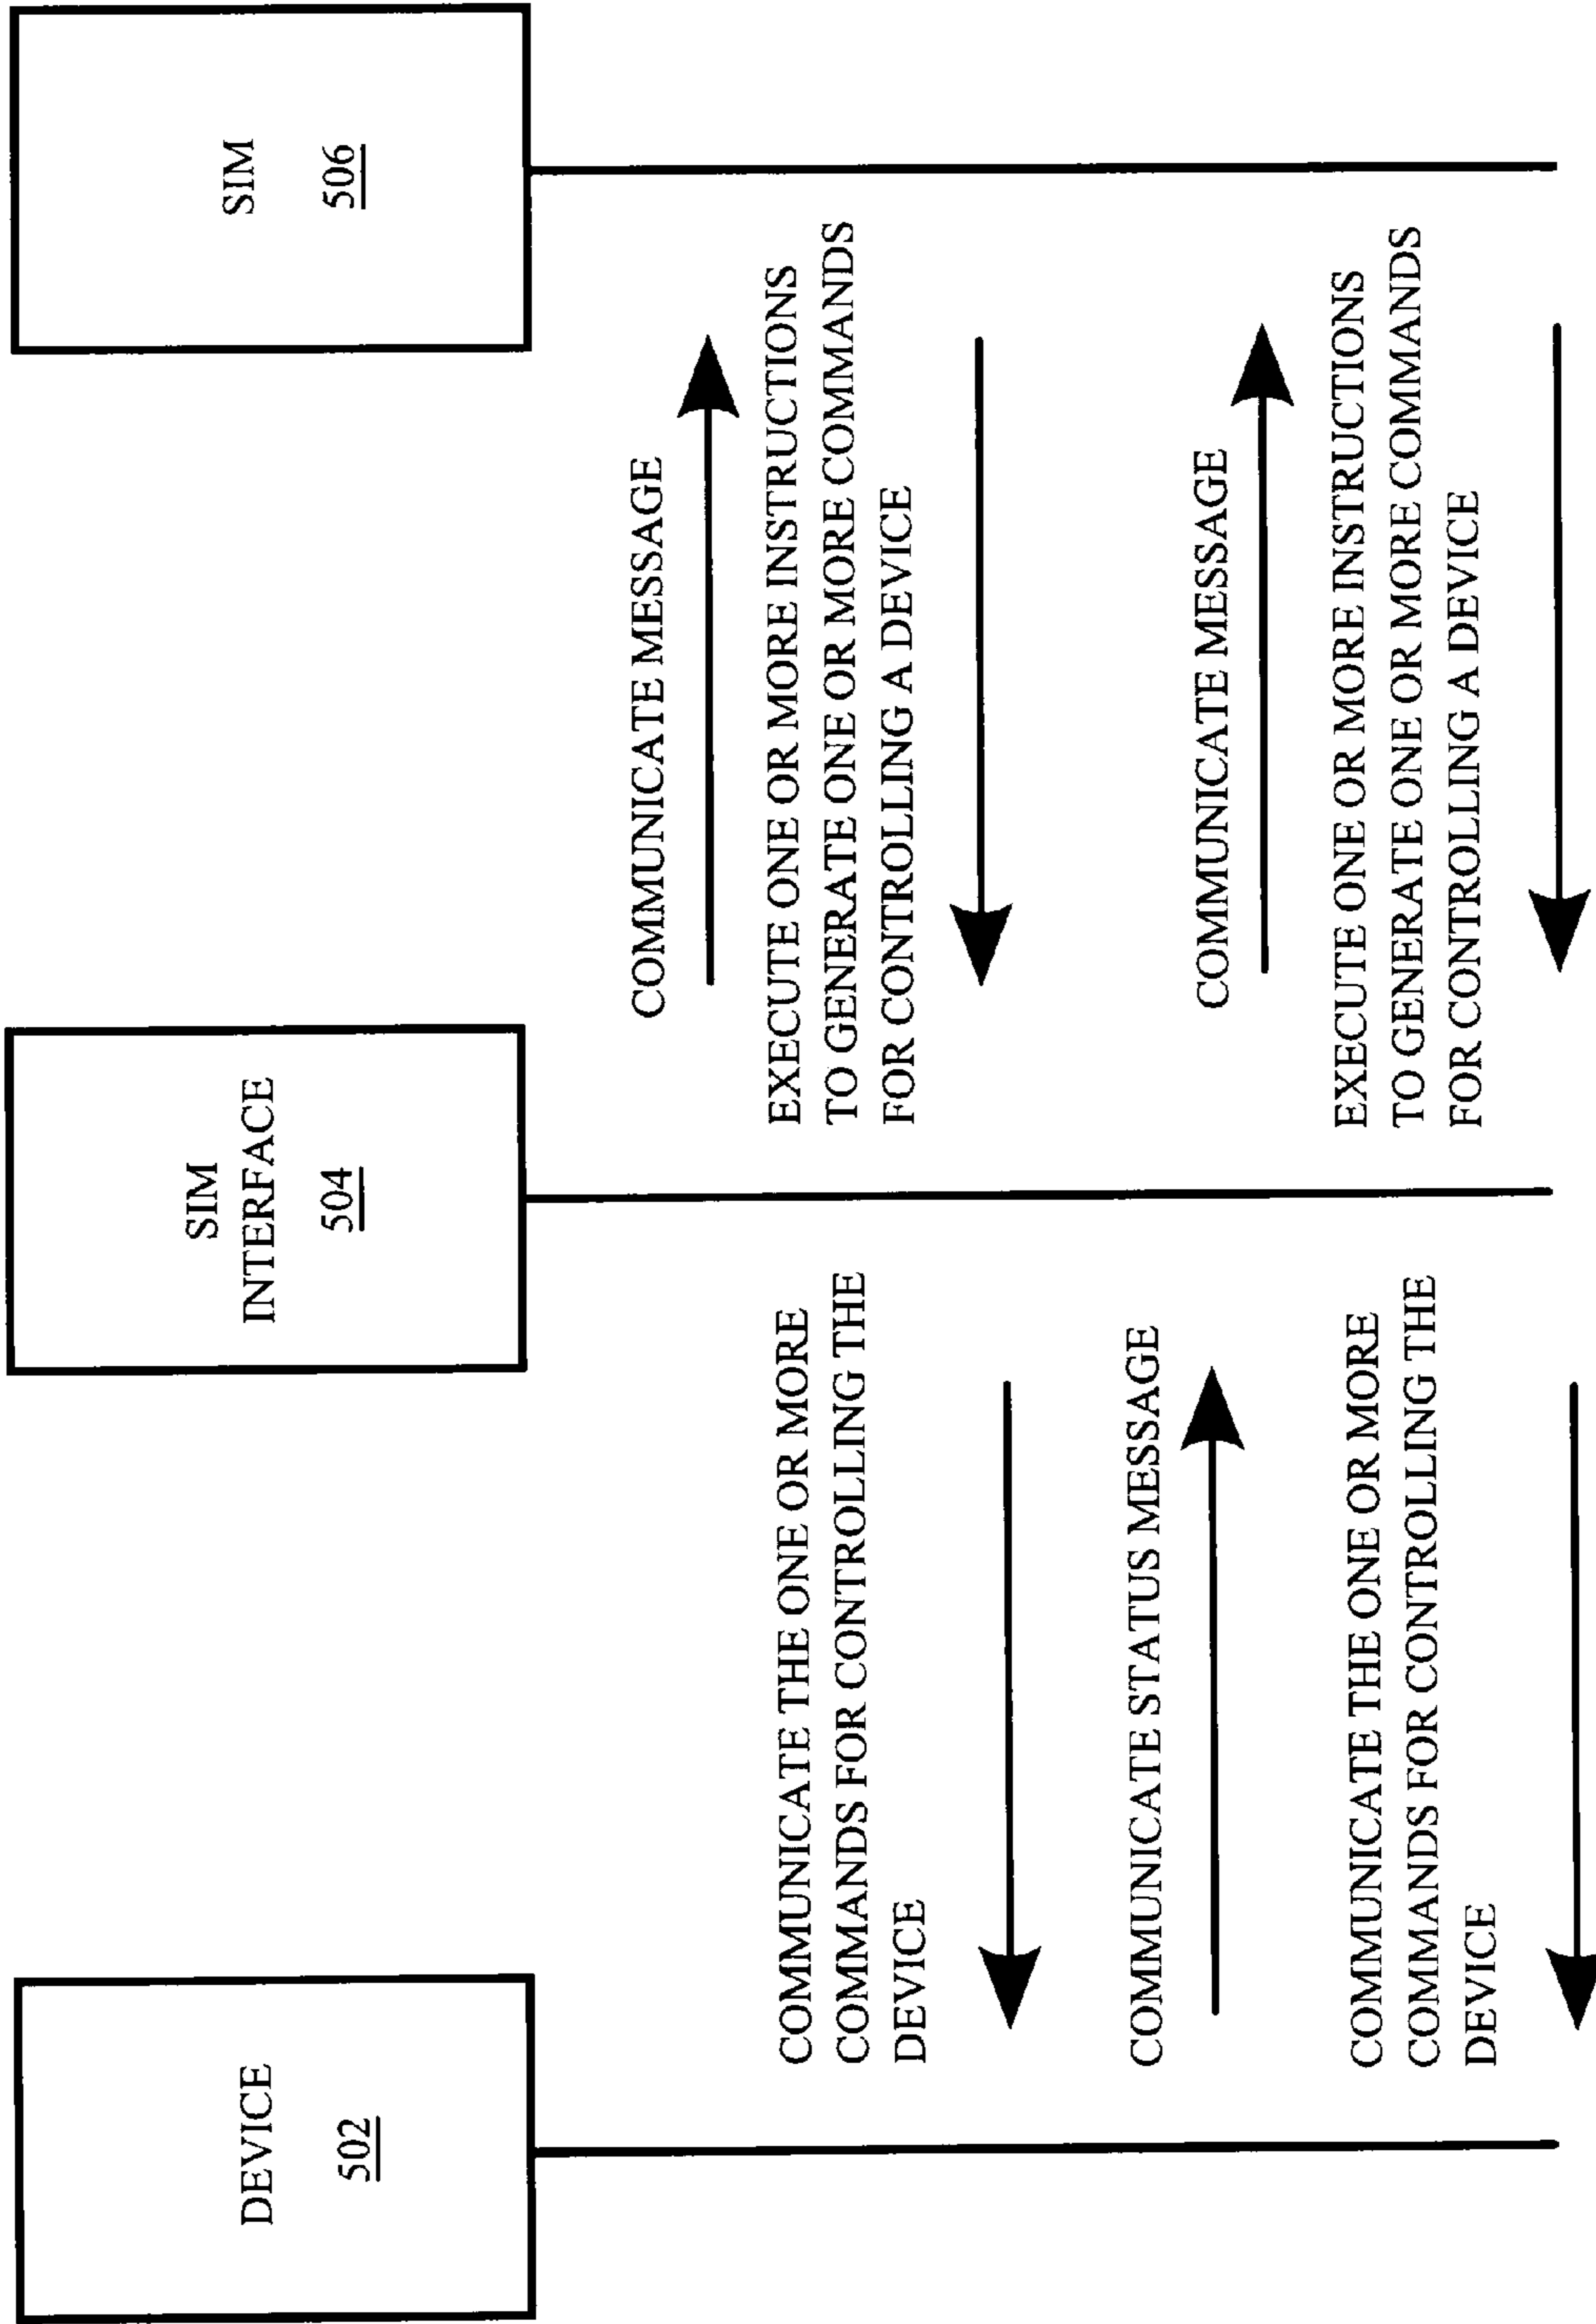 DEVICE
502
SIM
INTERFACE
504
SIM
506
COMMUNICATE MESSAGE
EXECUTE ONE OR MORE INSTRUCTIONS
TO GENERATE ONE OR MORE COMMANDS
FOR CONTROLLING A DEVICE
COMMUNICATE THE ONE OR MORE
COMMANDS FOR CONTROLLING THE
DEVICE
COMMUNICATE STATUS MESSAGE
COMMUNICATE MESSAGE
EXECUTE ONE OR MORE INSTRUCTIONS
TO GENERATE ONE OR MORE COMMANDS
FOR CONTROLLING A DEVICE
COMMUNICATE THE ONE OR MORE
COMMANDS FOR CONTROLLING THE
DEVICE